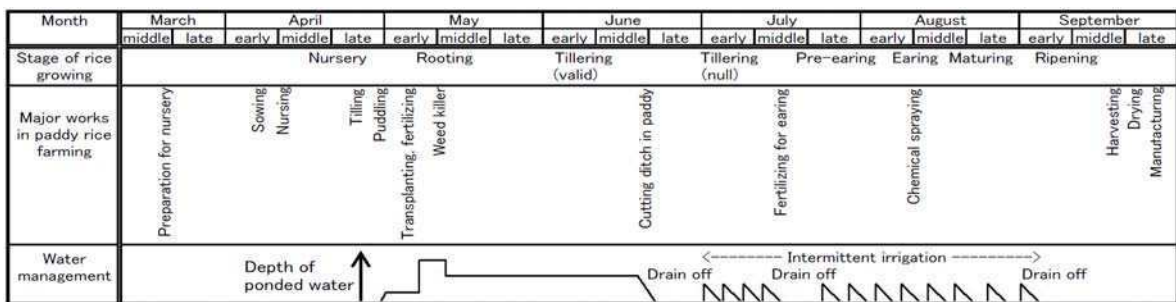 Month March April May June July August September
middle late early middle late early middle late early middle late early middle late early middle late early middle late
Stage of rice growing Nursery Rooting Tillering (valid) Tillering (null) Pre-earing Earing Maturing Ripening
Major works in paddy rice farming
Preparation for nursery
Sowing
Nursing
Tilling
Puddling
Transplanting, fertilizing
Weed killer
Cutting ditch in paddy
Fertilizing for earing
Chemical spraying
Harvesting
Drying
Manufacturing
Water management
Depth of ponded water
<-------- Intermittent irrigation --------->
Drain off Drain off Drain off